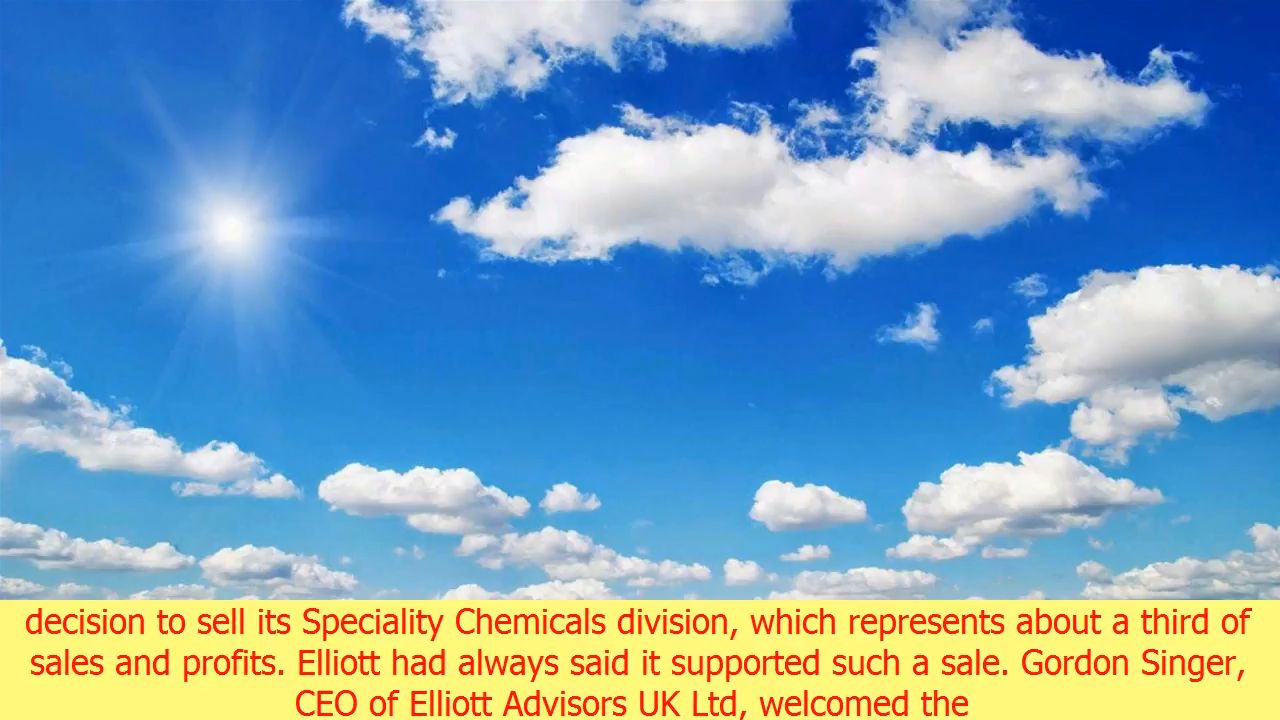 decision to sell its Speciality Chemicals division, which represents about a third of
sales and profits. Elliott had always said it supported such a sale. Gordon Singer,
CEO of Elliott Advisors UK Ltd, welcomed the